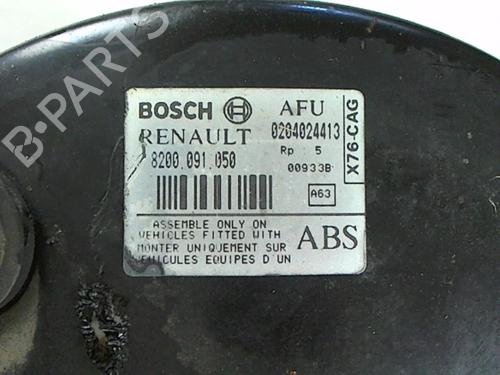 BOSCH AFU
RENAULT 0204024413
8200.091.050 Rp : 5
00933B
X76-CAG
A63
ASSEMBLE ONLY ON
VEHICLES FITTED WITH
MONTER UNIQUEMENT SUR
VEHICULES EQUIPES D'UN
ABS
B-PARTS